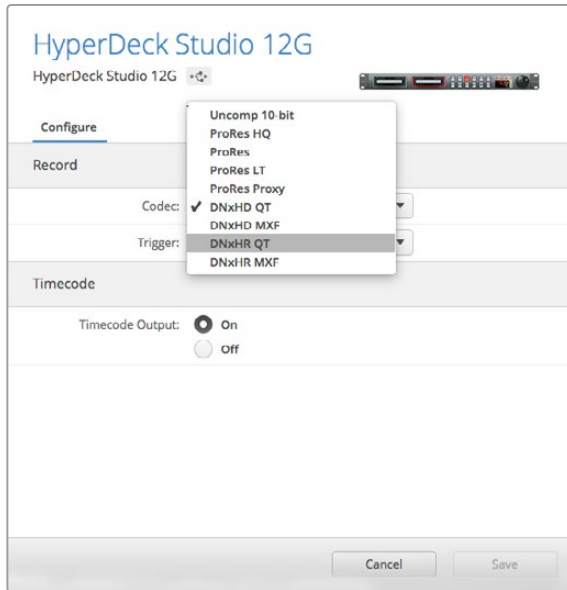 HyperDeck Studio 12G
HyperDeck Studio 12G
Configure
Record
Codec:
Uncomp 10-bit
ProRes HQ
ProRes
ProRes LT
ProRes Proxy
✓ DNxHD QT
DNxHD MXF
DNxHR QT
DNxHR MXF
Trigger:
Timecode
Timecode Output:
On
Off
Cancel
Save